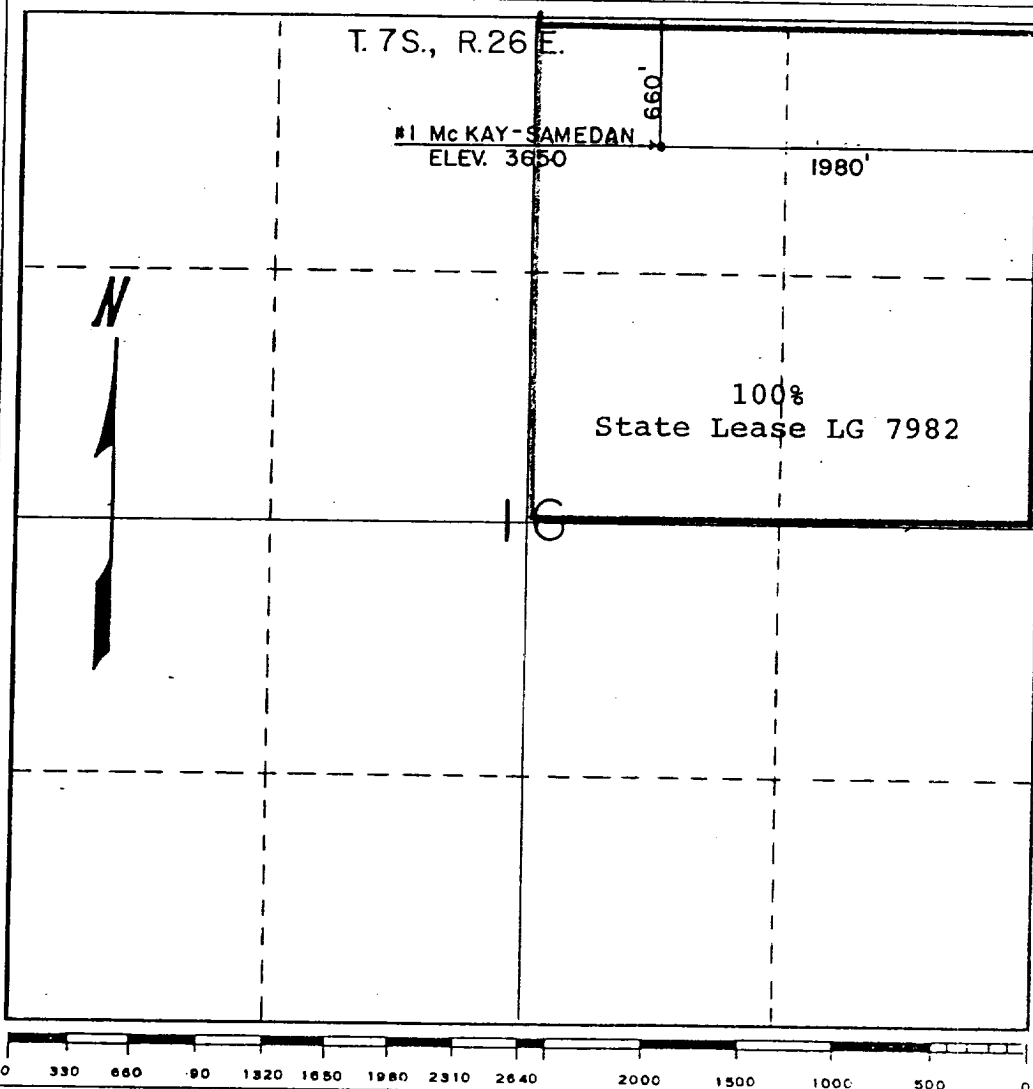 T. 7S., R. 26 E.
660'
#1 McKAY-SAMEDAN
ELEV. 3650
1980'
N
100%
State Lease LG 7982
16
0 330 660 90 1320 1650 1980 2310 2640 2000 1500 1000 500 0